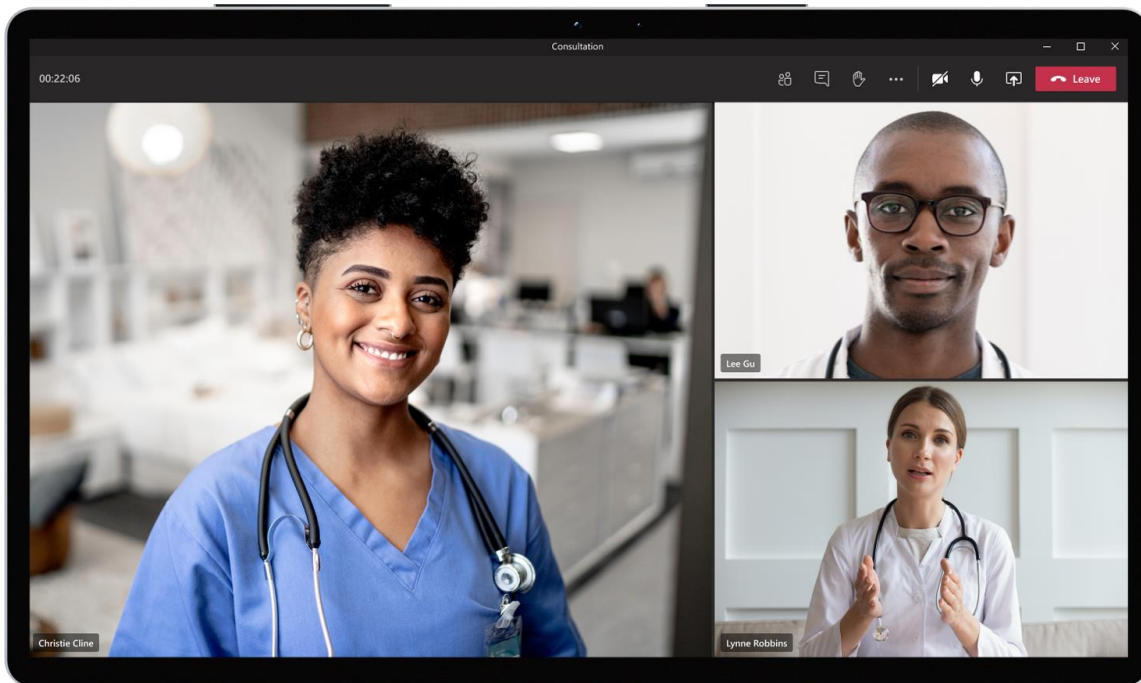 Consultation
00:22:06
Leave
Lee Gu
Christie Cline
Lynne Robbins